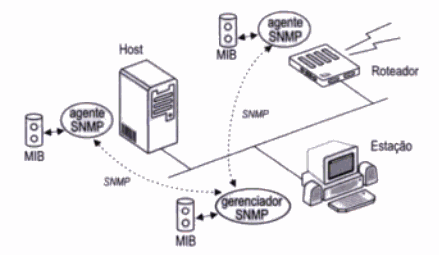 agente
SNMP
MIB
Host
Roteador
agente
SNMP
MIB
SNMP
SNMP
Estação
gerenciador
SNMP
MIB